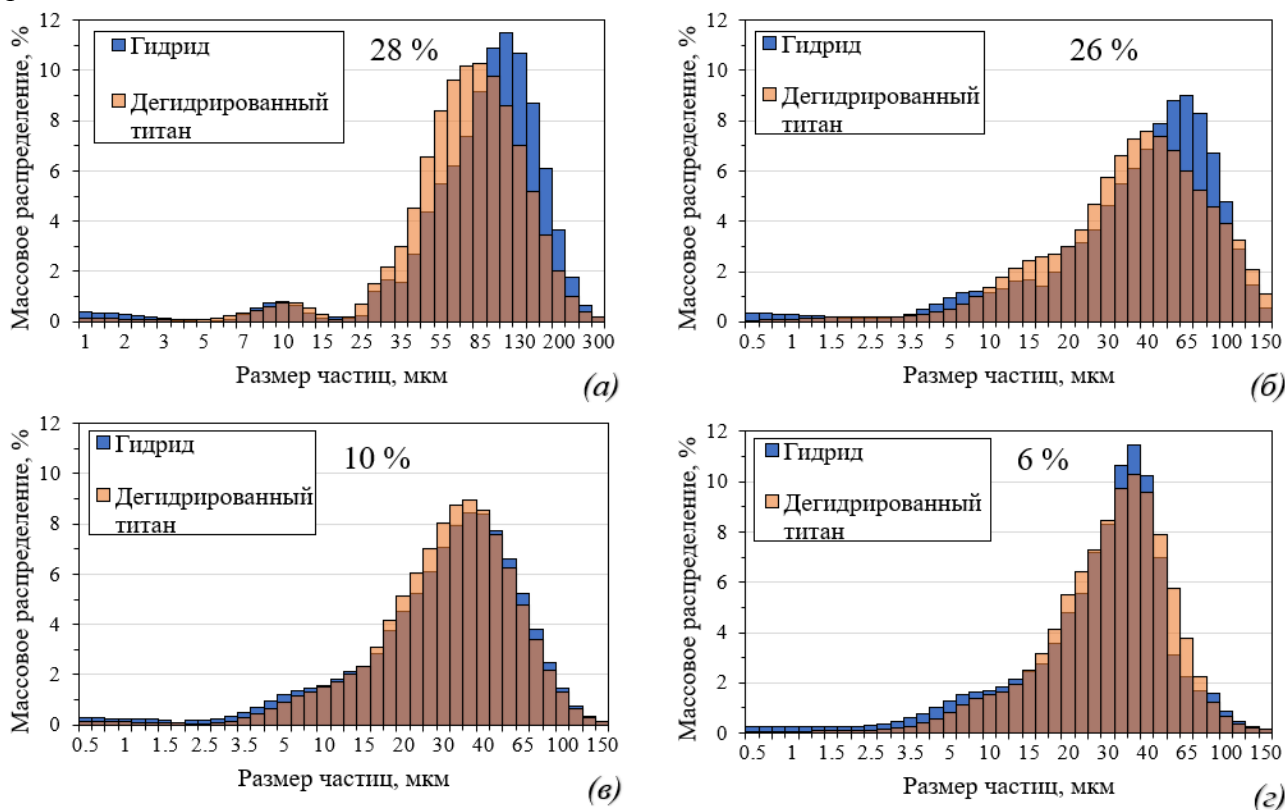 Массовое распределение, %
12
10
8
6
4
2
0
Гидрид
Дегидрированный
титан
28 %
1 2 3 5 7 10 15 25 35 55 85 130 200 300
Размер частиц, мкм
(а)
Массовое распределение, %
12
10
8
6
4
2
0
Гидрид
Дегидрированный
титан
26 %
0.5 1 1.5 2.5 3.5 5 10 15 20 30 40 65 100 150
Размер частиц, мкм
(б)
Массовое распределение, %
12
10
8
6
4
2
0
Гидрид
Дегидрированный
титан
10 %
0.5 1 1.5 2.5 3.5 5 10 15 20 30 40 65 100 150
Размер частиц, мкм
(в)
Массовое распределение, %
12
10
8
6
4
2
0
Гидрид
Дегидрированный
титан
6 %
0.5 1 1.5 2.5 3.5 5 10 15 20 30 40 65 100 150
Размер частиц, мкм
(г)